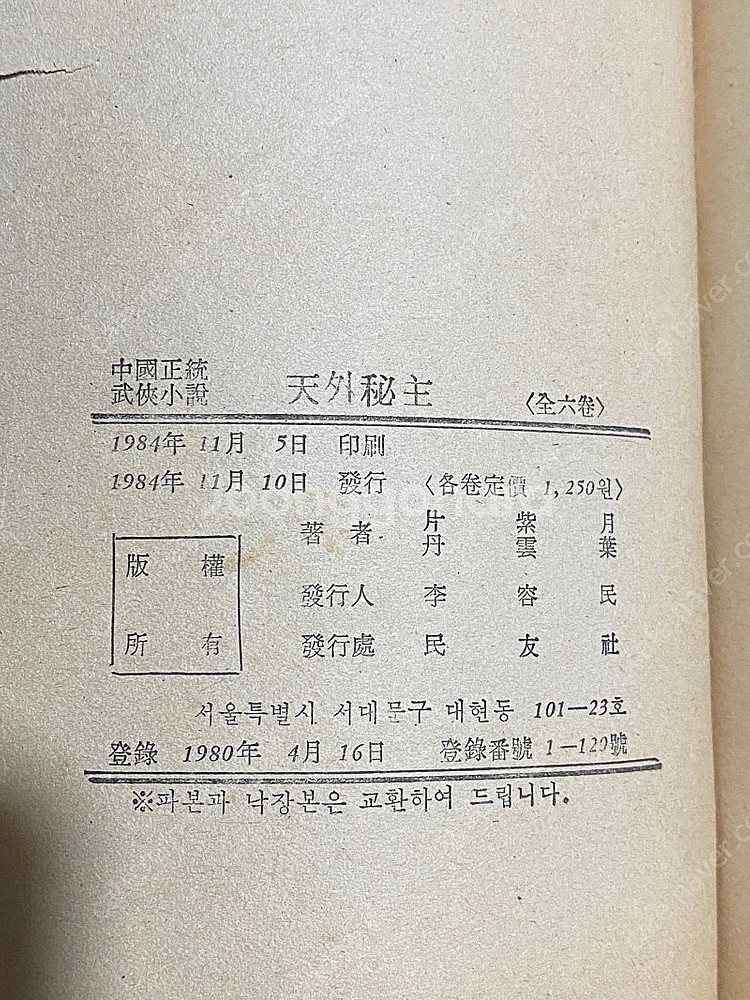 中國正統
武俠小說
天外秘主
〈全六卷〉
1984年 11月 5日 印刷
1984年 11月 10日 發行 〈各卷定價 1,250원〉
著者 片紫月
丹雲葉
發行人 李容民
發行處 民友社
版權
所有
서울특별시 서대문구 대현동 101—23호
登錄 1980年 4月 16日 登錄番號 1—129號
※파본과 낙장본은 교환하여 드립니다.